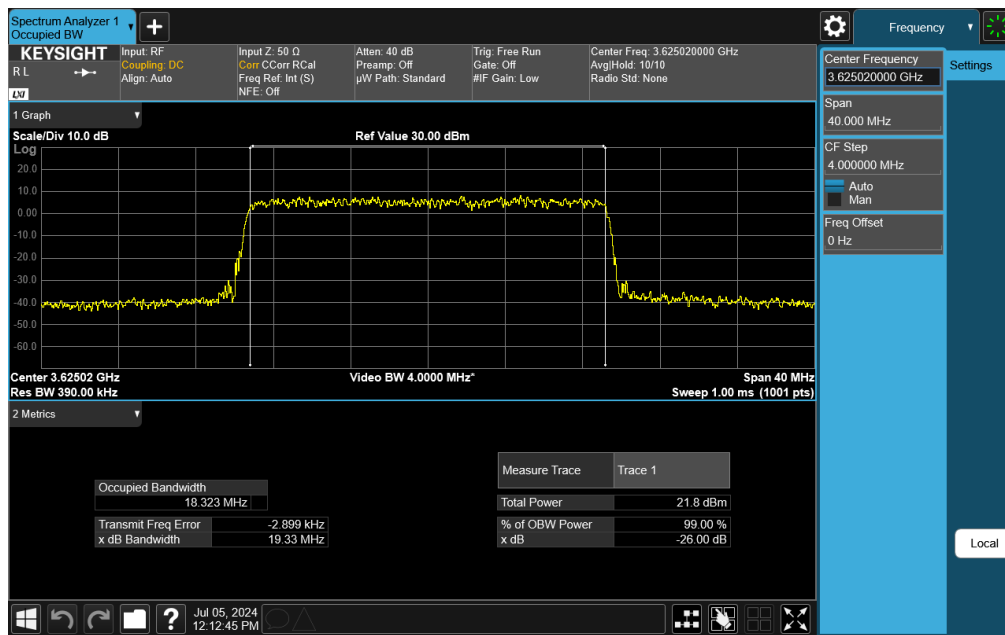 Spectrum Analyzer 1
Occupied BW
Frequency
KEYSIGHT
R L
LXI
Input: RF
Coupling: DC
Align: Auto
Input Z: 50 Ω
Corr CCorr RCal
Freq Ref: Int (S)
NFE: Off
Atten: 40 dB
Preamp: Off
µW Path: Standard
Trig: Free Run
Gate: Off
#IF Gain: Low
Center Freq: 3.625020000 GHz
Avg|Hold: 10/10
Radio Std: None
Center Frequency
3.625020000 GHz
Settings
Span
40.000 MHz
CF Step
4.000000 MHz
Auto
Man
Freq Offset
0 Hz
Local
1 Graph
Scale/Div 10.0 dB
Ref Value 30.00 dBm
Log
20.0
10.0
0.00
-10.0
-20.0
-30.0
-40.0
-50.0
-60.0
Center 3.62502 GHz
Video BW 4.0000 MHz*
Span 40 MHz
Res BW 390.00 kHz
Sweep 1.00 ms (1001 pts)
2 Metrics
Measure Trace Trace 1
Occupied Bandwidth
18.323 MHz
Total Power 21.8 dBm
Transmit Freq Error -2.899 kHz
% of OBW Power 99.00 %
x dB Bandwidth 19.33 MHz
x dB -26.00 dB
Jul 05, 2024
12:12:45 PM